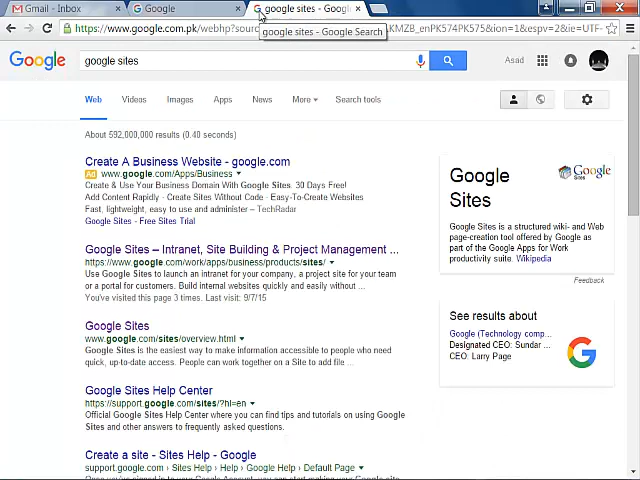 Gmail - Inbox
Google
google sites - Googl
https://www.google.com.pk/webhp?sour
KMZB_enPK574PK575&ion=1&espv=2&ie=UTF-
google sites - Google Search
Google
google sites
Asad
Web Videos Images Apps News More Search tools
About 592,000,000 results (0.40 seconds)
Create A Business Website - google.com
Ad www.google.com/Apps/Business
Create & Use Your Business Domain With Google Sites. 30 Days Free!
Add Content Rapidly · Create Sites Without Code · Easy-To-Create Websites
Fast, lightweight, easy to use and administer – TechRadar
Google Sites - Free Sites Trial
Google Sites – Intranet, Site Building & Project Management ...
https://www.google.com/work/apps/business/products/sites/
Use Google Sites to launch an intranet for your company, a project site for your team
or a portal for customers. Build internal websites quickly and easily without ...
You've visited this page 3 times. Last visit: 9/7/15
Google Sites
www.google.com/sites/overview.html
Google Sites is the easiest way to make information accessible to people who need
quick, up-to-date access. People can work together on a Site to add file ...
Google Sites Help Center
https://support.google.com/sites/?hl=en
Official Google Sites Help Center where you can find tips and tutorials on using Google
Sites and other answers to frequently asked questions.
Create a site - Sites Help - Google
support.google.com › Sites Help › Help › Google Help › Default Page
Google
Sites
Google Sites
Google Sites is a structured wiki- and Web
page-creation tool offered by Google as
part of the Google Apps for Work
productivity suite. Wikipedia
Feedback
See results about
Google (Technology comp...
Designated CEO: Sundar ...
CEO: Larry Page